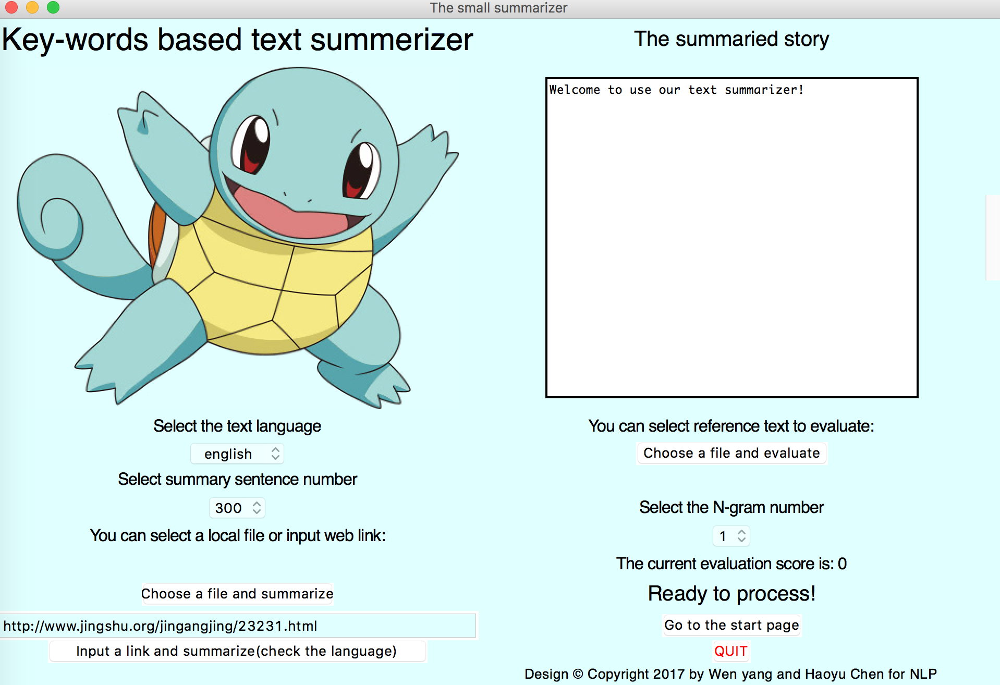 The small summarizer
Key-words based text summerizer
Select the text language
english
Select summary sentence number
300
You can select a local file or input web link:
Choose a file and summarize
http://www.jingshu.org/jingangjing/23231.html
Input a link and summarize(check the language)
The summaried story
Welcome to use our text summarizer!
You can select reference text to evaluate:
Choose a file and evaluate
Select the N-gram number
1
The current evaluation score is: 0
Ready to process!
Go to the start page
QUIT
Design © Copyright 2017 by Wen yang and Haoyu Chen for NLP